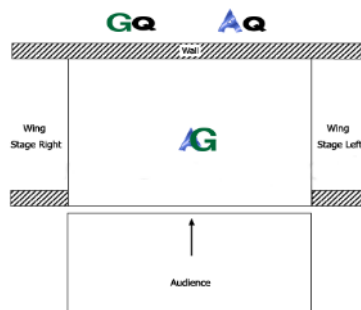 GQ AQ
Wall
Wing
Stage Right
AG
Wing
Stage Left
Audience